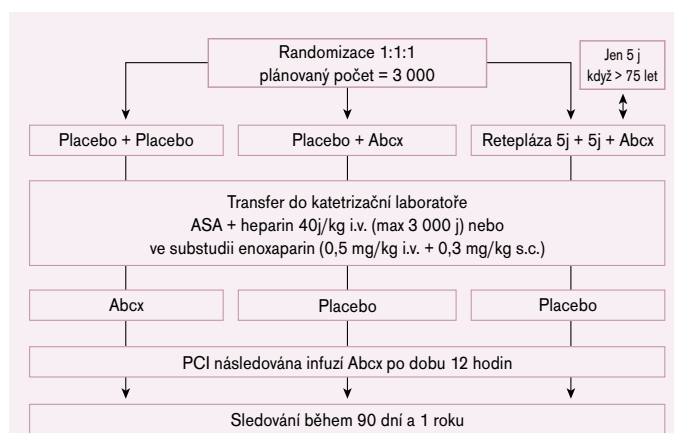 Randomizace 1:1:1
plánovaný počet = 3 000
Jen 5 j
když > 75 let
Placebo + Placebo
Placebo + Abcx
Retepláza 5j + 5j + Abcx
Transfer do katetrizační laboratoře
ASA + heparin 40j/kg i.v. (max 3 000 j) nebo
ve substudii enoxaparin (0,5 mg/kg i.v. + 0,3 mg/kg s.c.)
Abcx
Placebo
Placebo
PCI následována infuzí Abcx po dobu 12 hodin
Sledování během 90 dní a 1 roku